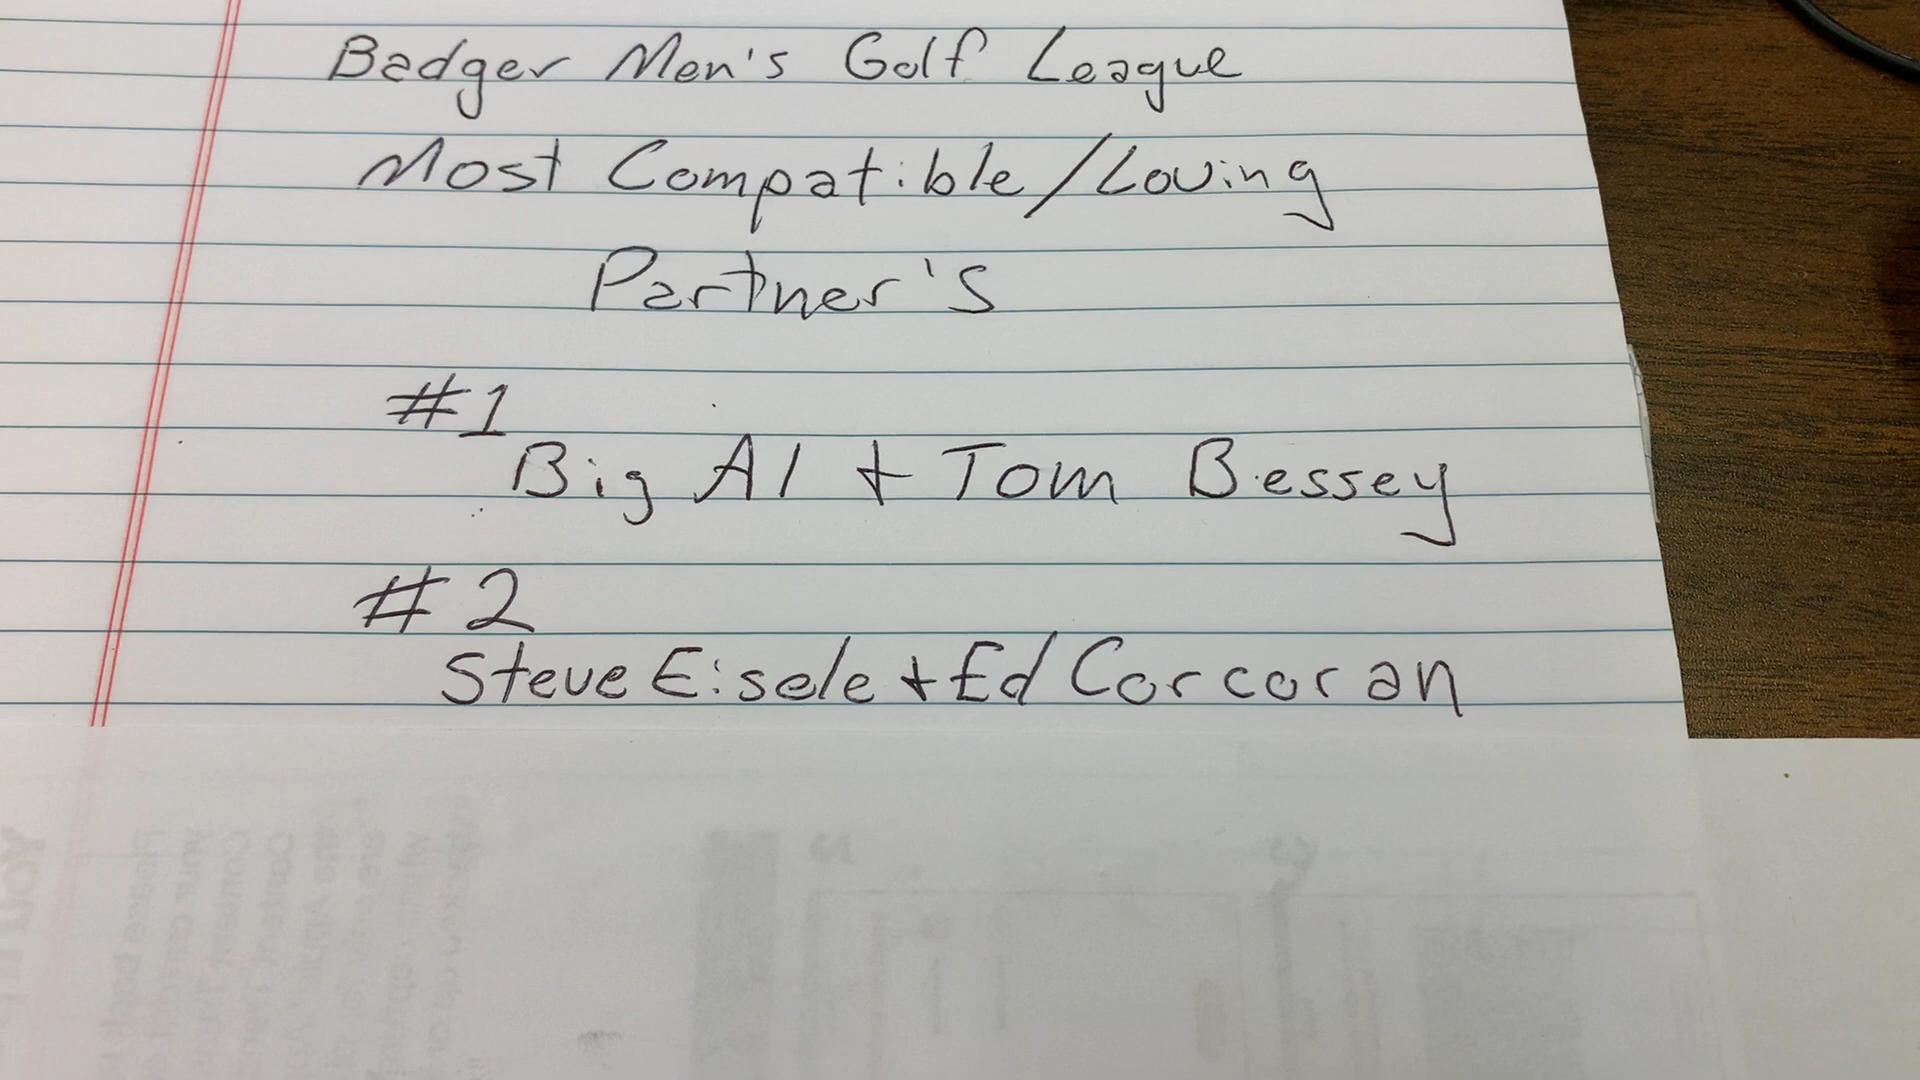 Badger Men's Golf League
Most Compatible/Loving
Partner's
#1
Big Al + Tom Bessey
#2
Steve Eisele + Ed Corcoran